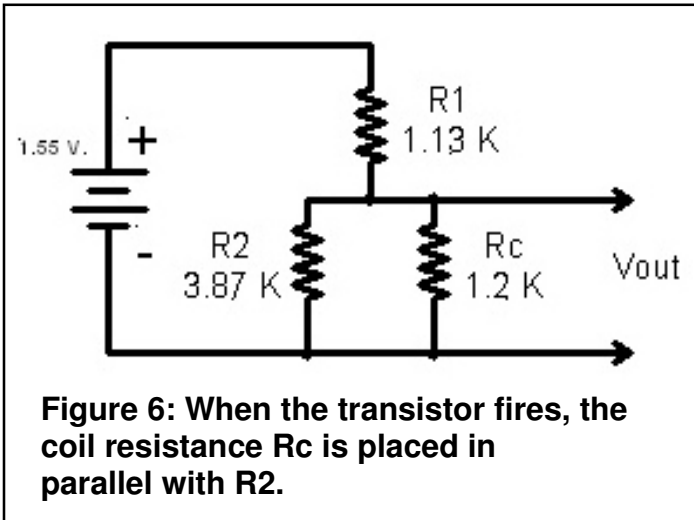 R1
1.13 K
1.55 V.
+
-
R2
3.87 K
Rc
1.2 K
Vout
Figure 6: When the transistor fires, the
coil resistance Rc is placed in
parallel with R2.